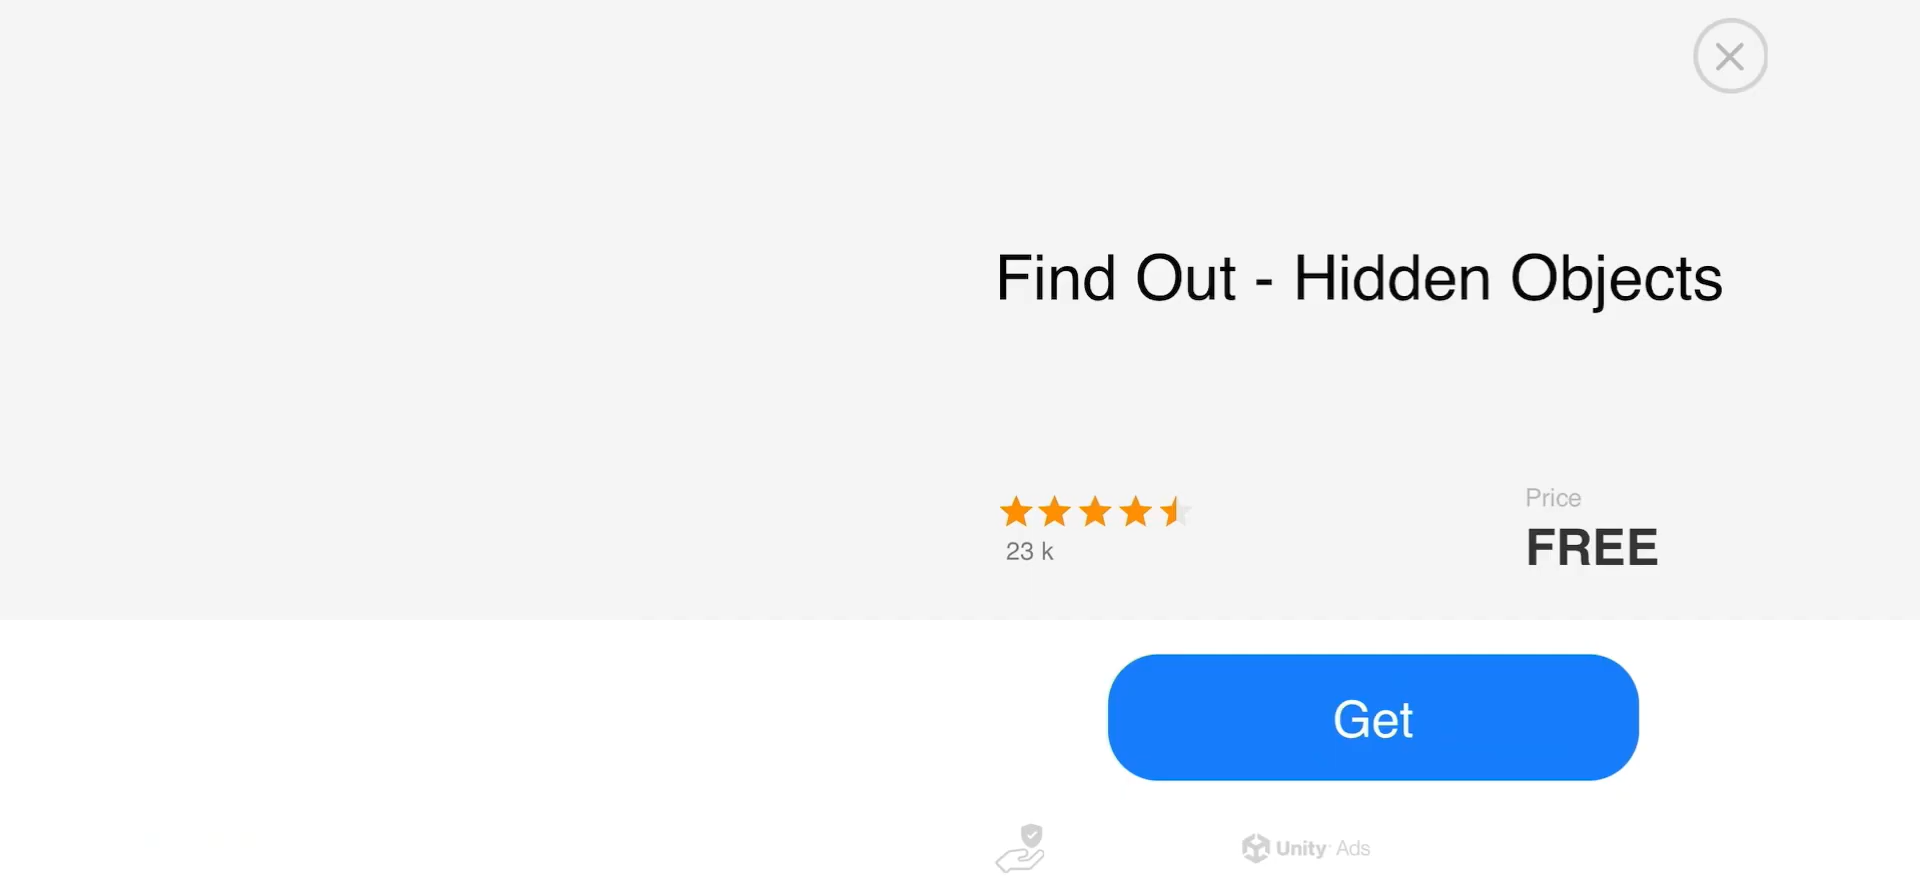 Find Out - Hidden Objects
23 k
Price
FREE
Get
Unity Ads